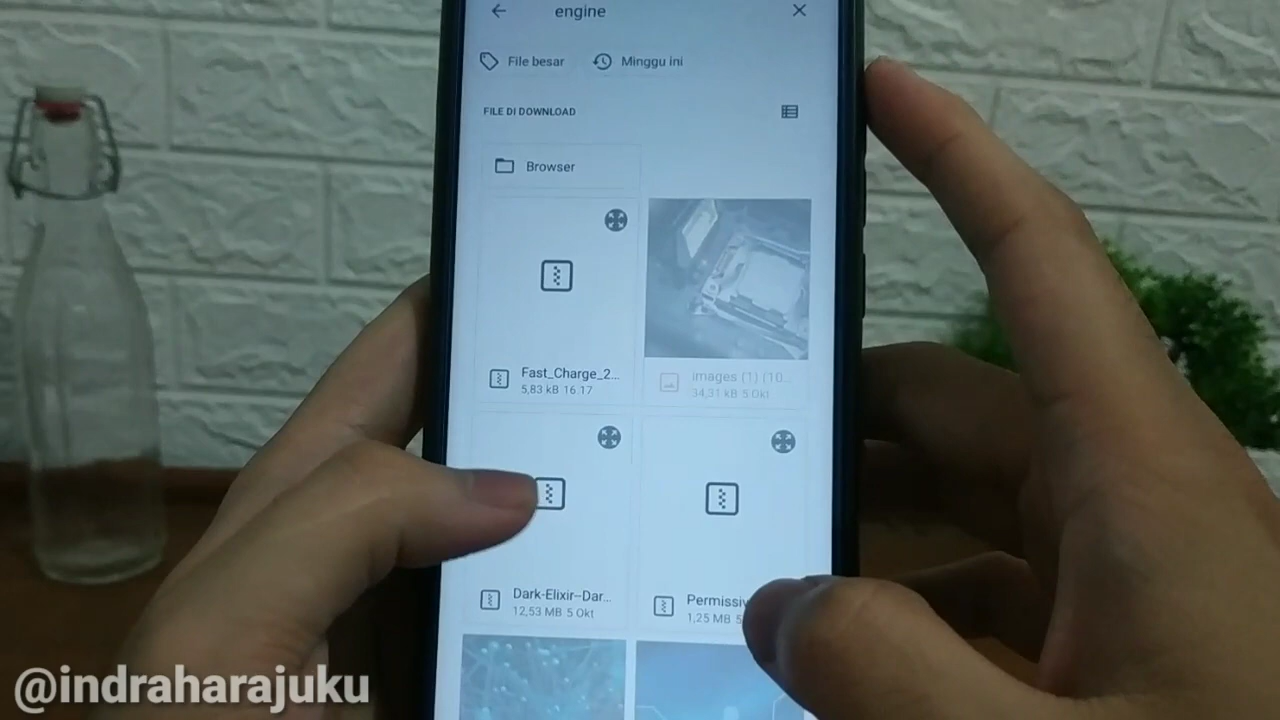 engine
File besar
Minggu ini
FILE DI DOWNLOAD
Browser
Fast_Charge_2...
5,83 kB 16.17
images (1) (10...
34,31 kB 5 Okt
Dark-Elixir--Dar...
12,53 MB 5 Okt
Permissiv
1,25 MB 5
@indraharajuku